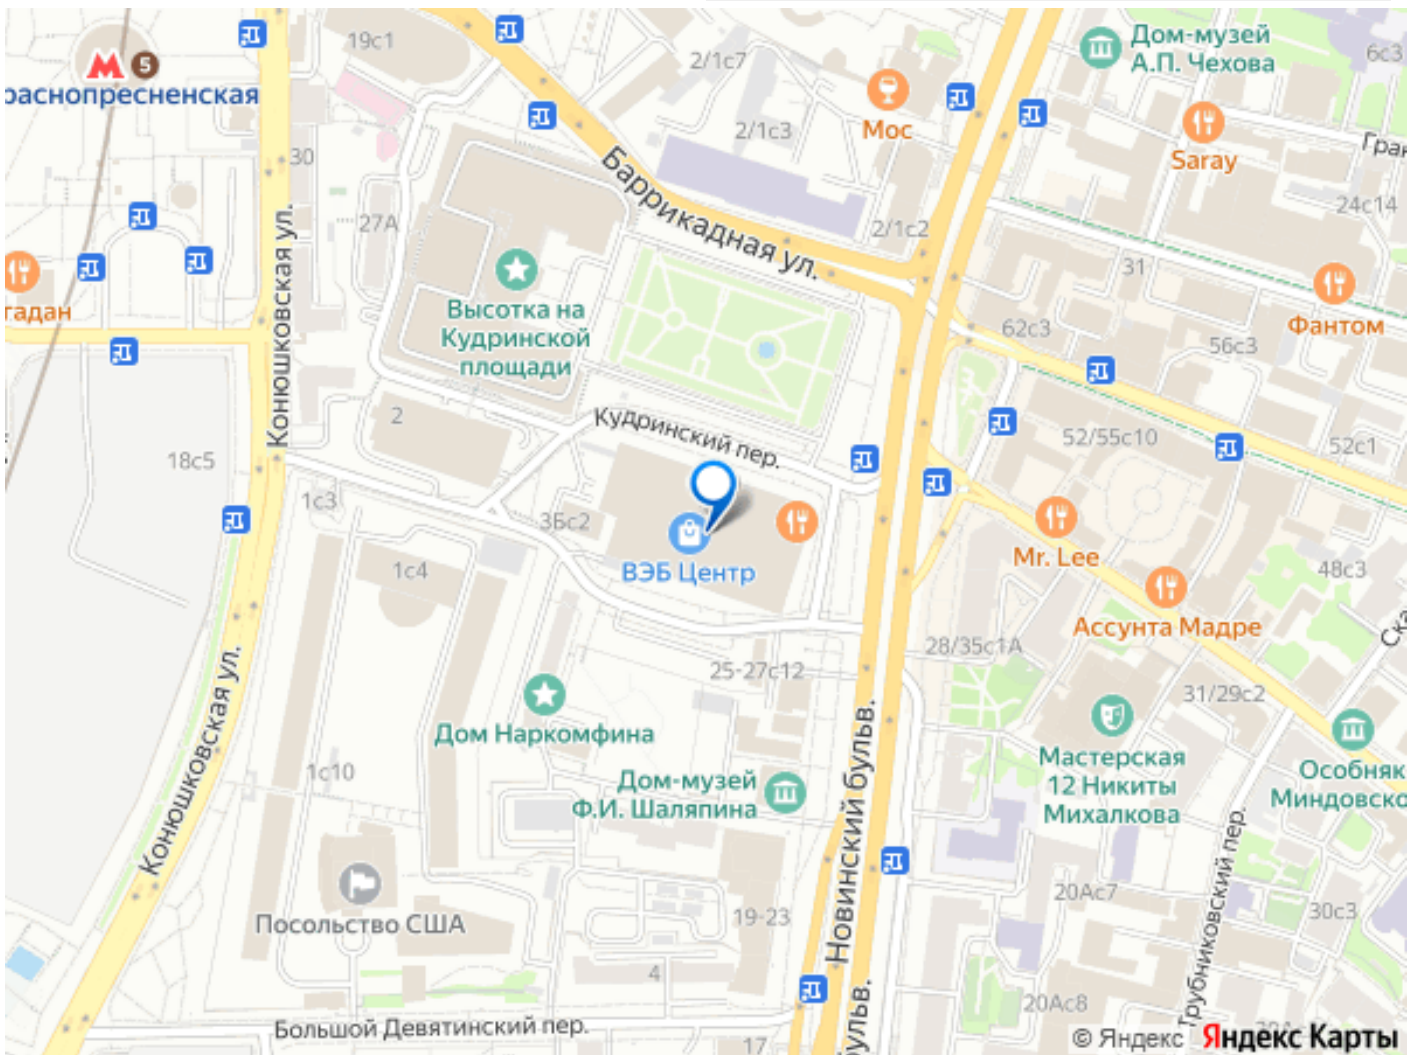 19с1
5
раснопресненская
2/1с7
Дом-музей
А.П. Чехова
6с3
Мос
2/1с3
Saray
Гран
30
Баррикадная ул.
27А
24с14
2/1с2
31
Конюшковская ул.
гадан
Высотка на
Кудринской
площади
62с3
56с3
Фантом
2
Кудринский пер.
52/55с10
52с1
18с5
1с3
3Бс2
ВЭБ Центр
Mr. Lee
48с3
1с4
Ассунта Мадре
Ска
28/35с1А
25-27с12
31/29с2
Дом Наркомфина
Конюшковская ул.
1с10
Дом-музей
Ф.И. Шаляпина
Новинский бульв.
Мастерская
12 Никиты
Михалкова
Особняк
Миндовско
Трубниковский пер.
Посольство США
19-23
20Ас7
30с3
4
20Ас8
бульв.
Большой Девятинский пер.
17
© Яндекс Яндекс Карты